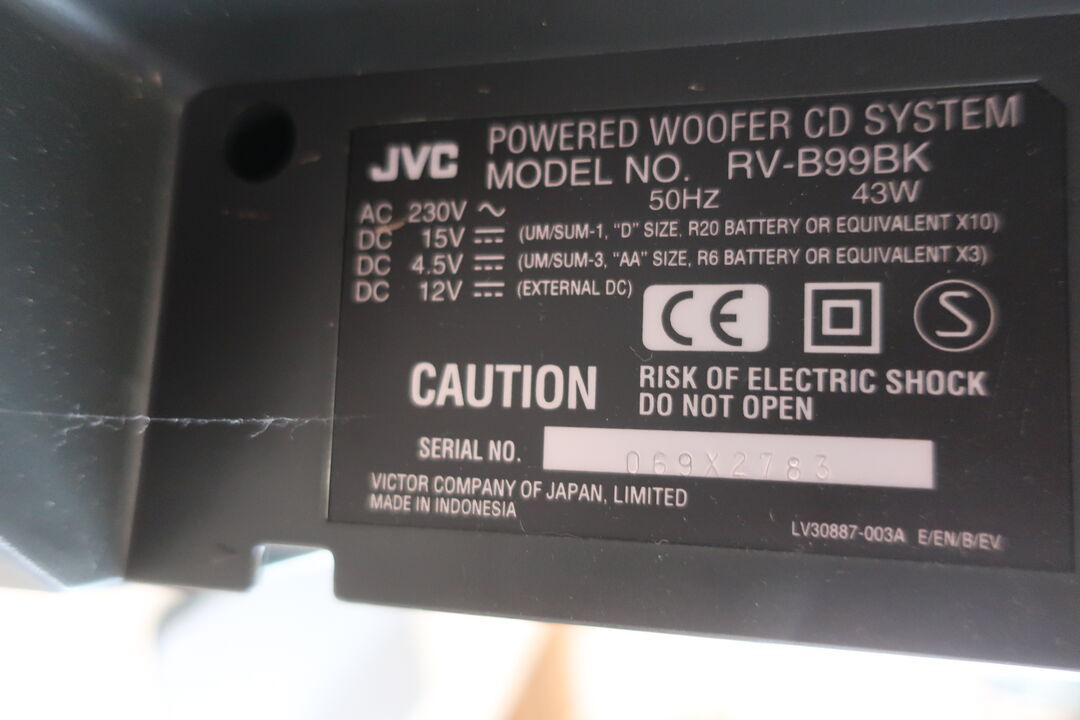 JVC POWERED WOOFER CD SYSTEM
MODEL NO. RV-B99BK
AC 230V ~ 50Hz 43W
DC 15V ⎓ (UM/SUM-1, "D" SIZE, R20 BATTERY OR EQUIVALENT X10)
DC 4.5V ⎓ (UM/SUM-3, "AA" SIZE, R6 BATTERY OR EQUIVALENT X3)
DC 12V ⎓ (EXTERNAL DC)
CE S
CAUTION RISK OF ELECTRIC SHOCK
DO NOT OPEN
SERIAL NO. 069X2783
VICTOR COMPANY OF JAPAN, LIMITED
MADE IN INDONESIA
LV30887-003A E/EN/B/EV